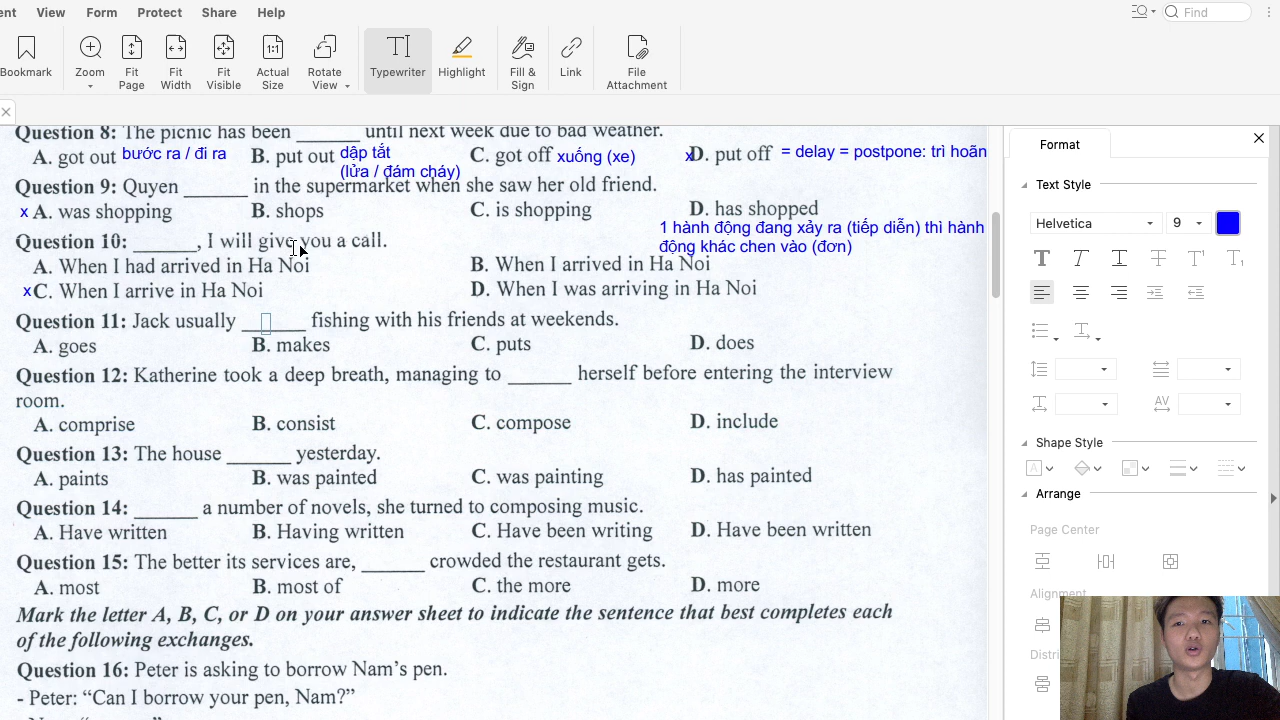 ent View Form Protect Share Help
Find
Bookmark Zoom Fit Page Fit Width Fit Visible Actual Size Rotate View Typewriter Highlight Fill & Sign Link File Attachment
Question 8: The picnic has been ______ until next week due to bad weather.
A. got out bước ra / đi ra B. put out dập tắt (lửa / đám cháy) C. got off xuống (xe) x D. put off = delay = postpone: trì hoãn
Question 9: Quyen ______ in the supermarket when she saw her old friend.
x A. was shopping B. shops C. is shopping D. has shopped
1 hành động đang xảy ra (tiếp diễn) thì hành
động khác chen vào (đơn)
Question 10: ______, I will give you a call.
A. When I had arrived in Ha Noi B. When I arrived in Ha Noi
x C. When I arrive in Ha Noi D. When I was arriving in Ha Noi
Question 11: Jack usually ______ fishing with his friends at weekends.
A. goes B. makes C. puts D. does
Question 12: Katherine took a deep breath, managing to ______ herself before entering the interview
room.
A. comprise B. consist C. compose D. include
Question 13: The house ______ yesterday.
A. paints B. was painted C. was painting D. has painted
Question 14: ______ a number of novels, she turned to composing music.
A. Have written B. Having written C. Have been writing D. Have been written
Question 15: The better its services are, ______ crowded the restaurant gets.
A. most B. most of C. the more D. more
Mark the letter A, B, C, or D on your answer sheet to indicate the sentence that best completes each
of the following exchanges.
Question 16: Peter is asking to borrow Nam's pen.
- Peter: “Can I borrow your pen, Nam?”
Format
Text Style
Helvetica 9
Shape Style
Arrange
Page Center
Alignment
Distri